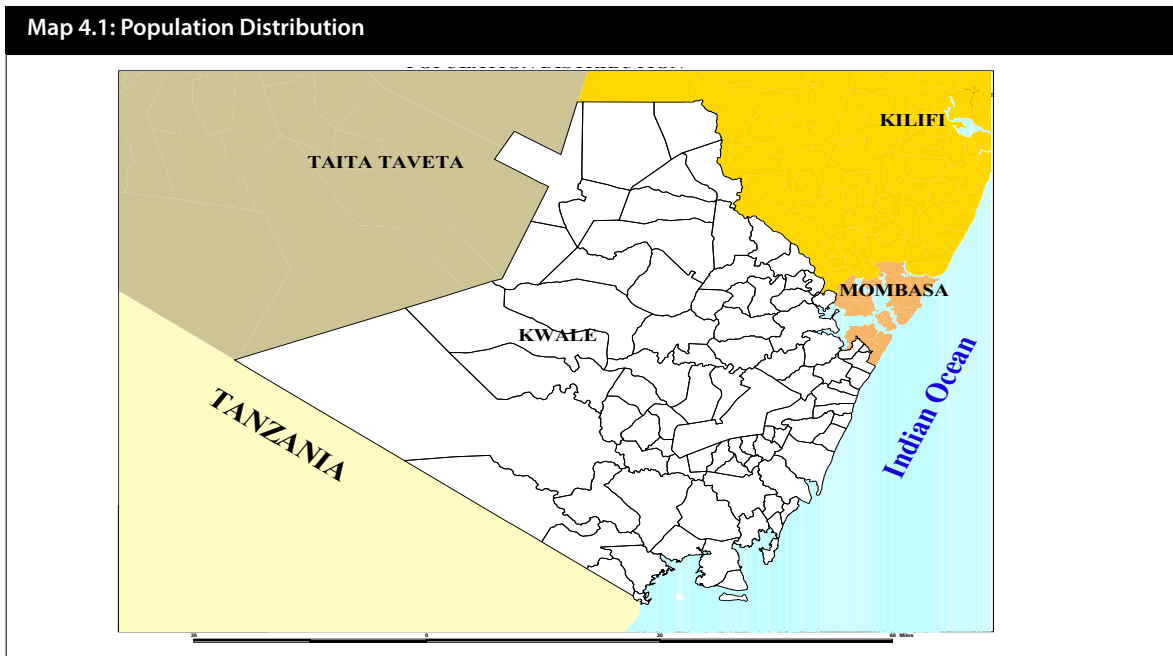 Map 4.1: Population Distribution
KILIFI
TAITA TAVETA
MOMBASA
KWALE
TANZANIA
Indian Ocean
30 0 30 60 Miles